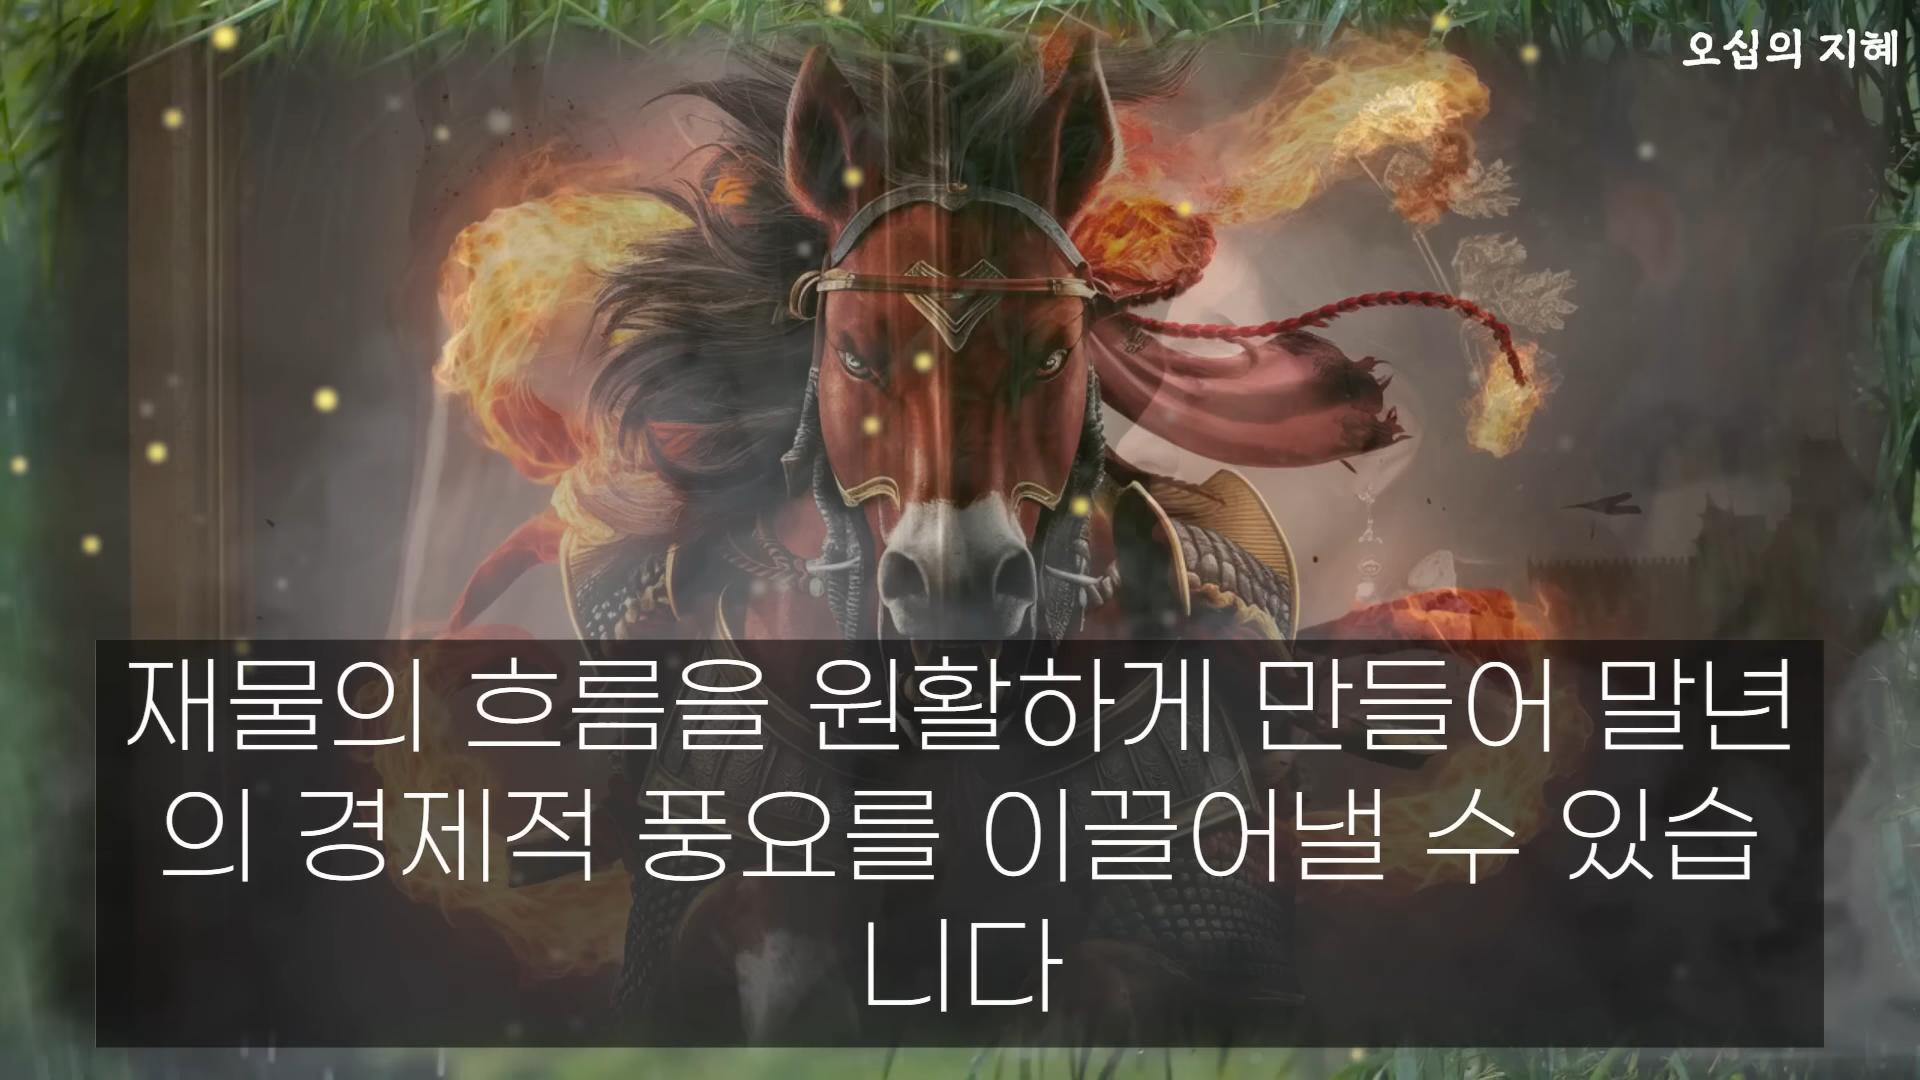 오십의 지혜
재물의 흐름을 원활하게 만들어 말년
의 경제적 풍요를 이끌어낼 수 있습
니다